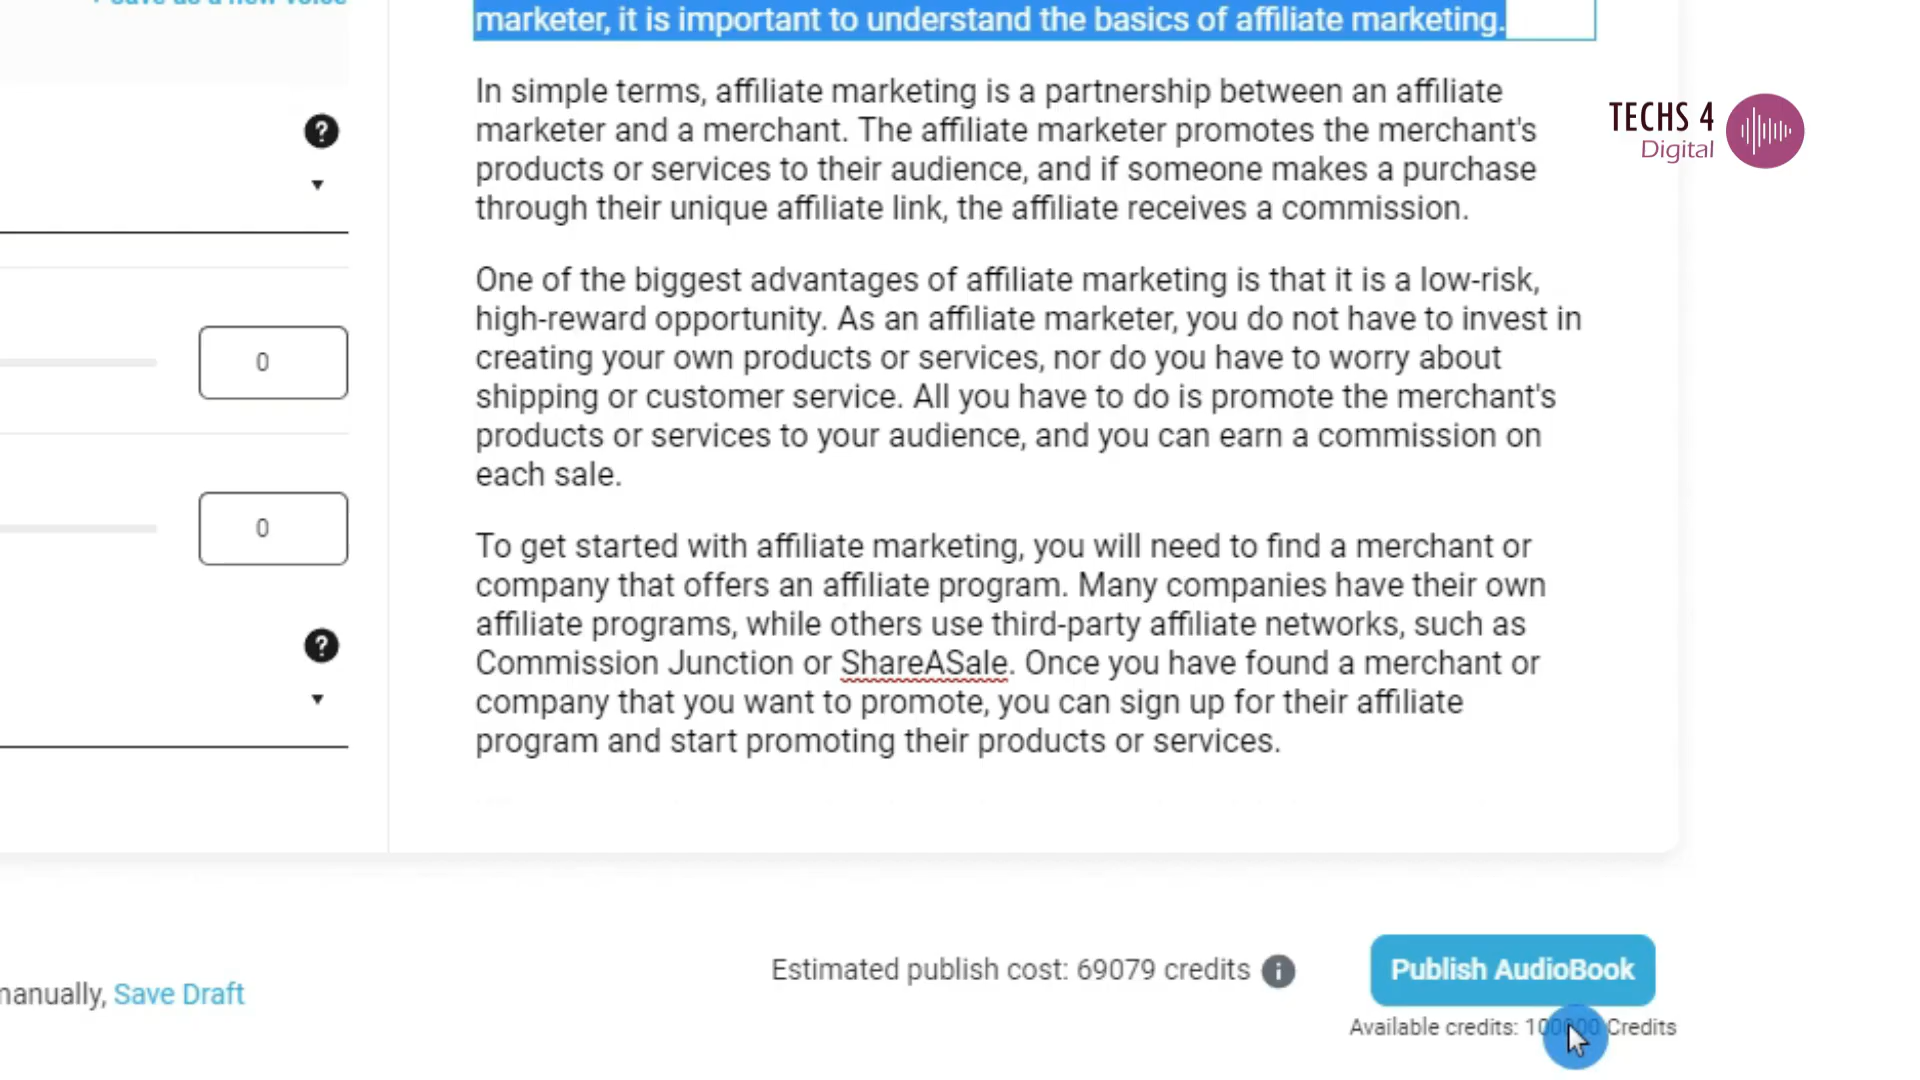 marketer, it is important to understand the basics of affiliate marketing.
In simple terms, affiliate marketing is a partnership between an affiliate
marketer and a merchant. The affiliate marketer promotes the merchant's
products or services to their audience, and if someone makes a purchase
through their unique affiliate link, the affiliate receives a commission.
TECHS 4
Digital
?
One of the biggest advantages of affiliate marketing is that it is a low-risk,
high-reward opportunity. As an affiliate marketer, you do not have to invest in
creating your own products or services, nor do you have to worry about
shipping or customer service. All you have to do is promote the merchant's
products or services to your audience, and you can earn a commission on
each sale.
0
0
To get started with affiliate marketing, you will need to find a merchant or
company that offers an affiliate program. Many companies have their own
affiliate programs, while others use third-party affiliate networks, such as
Commission Junction or ShareASale. Once you have found a merchant or
company that you want to promote, you can sign up for their affiliate
program and start promoting their products or services.
?
manually, Save Draft
Estimated publish cost: 69079 credits i
Publish AudioBook
Available credits: 100000 Credits